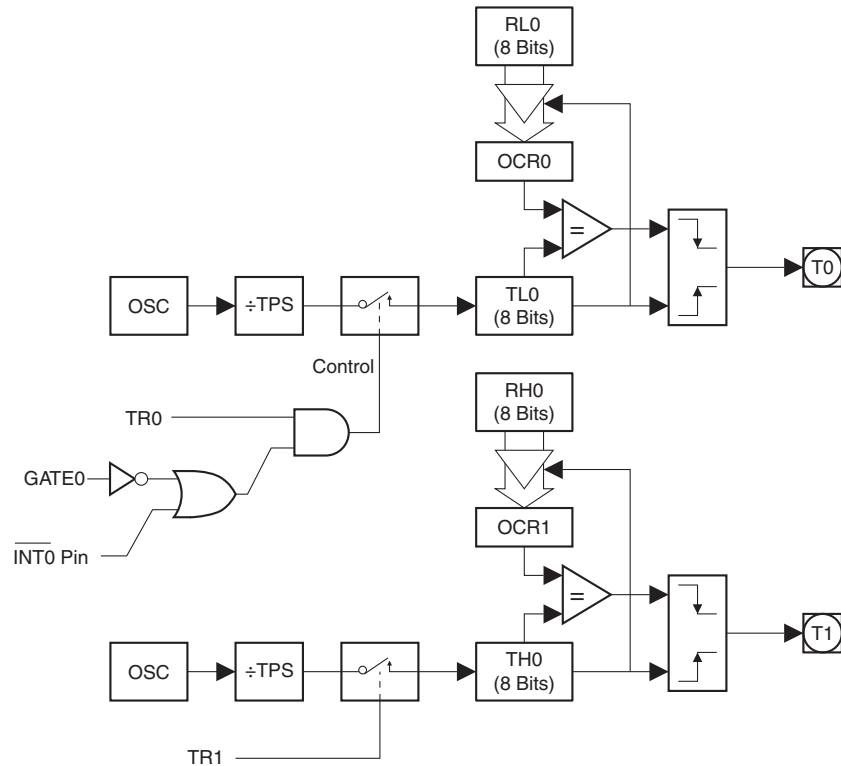 RL0
(8 Bits)
OCR0
=
T0
OSC
÷TPS
TL0
(8 Bits)
Control
TR0
RH0
(8 Bits)
GATE0
OCR1
INT0 Pin
=
T1
OSC
÷TPS
TH0
(8 Bits)
TR1